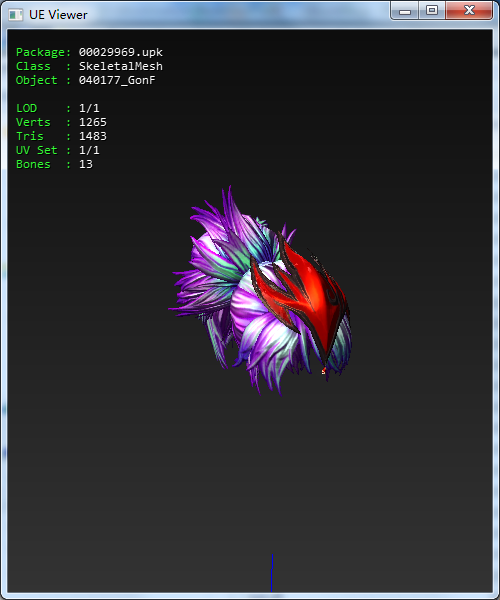 UE Viewer
Package: 00029969.upk
Class  : SkeletalMesh
Object : 040177_GonF
LOD    : 1/1
Verts  : 1265
Tris   : 1483
UV Set : 1/1
Bones  : 13